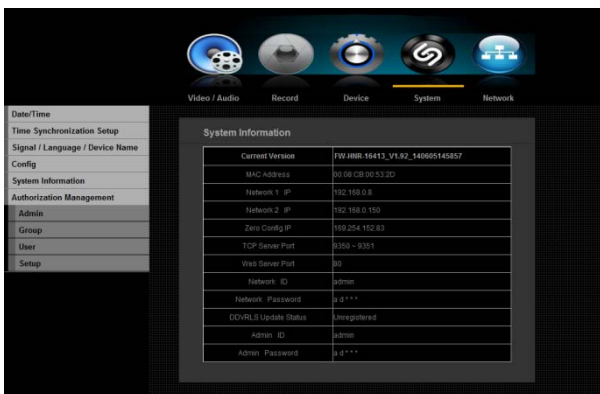 Video / Audio
Record
Device
System
Network
Date/Time
Time Synchronization Setup
Signal / Language / Device Name
Config
System Information
Authorization Management
Admin
Group
User
Setup
System Information
Current Version FW-HNR-16413_V1.92_140605145857
MAC Address 00:08:CB:00:53:2D
Network 1 IP 192.168.0.8
Network 2 IP 192.158.0.150
Zero Config IP 169.254.152.83
TCP Server Port 9350 ~ 9351
Web Server Port 80
Network ID admin
Network Password a d * * *
DDVRLS Update Status Unregistered
Admin ID admin
Admin Password a d * * *